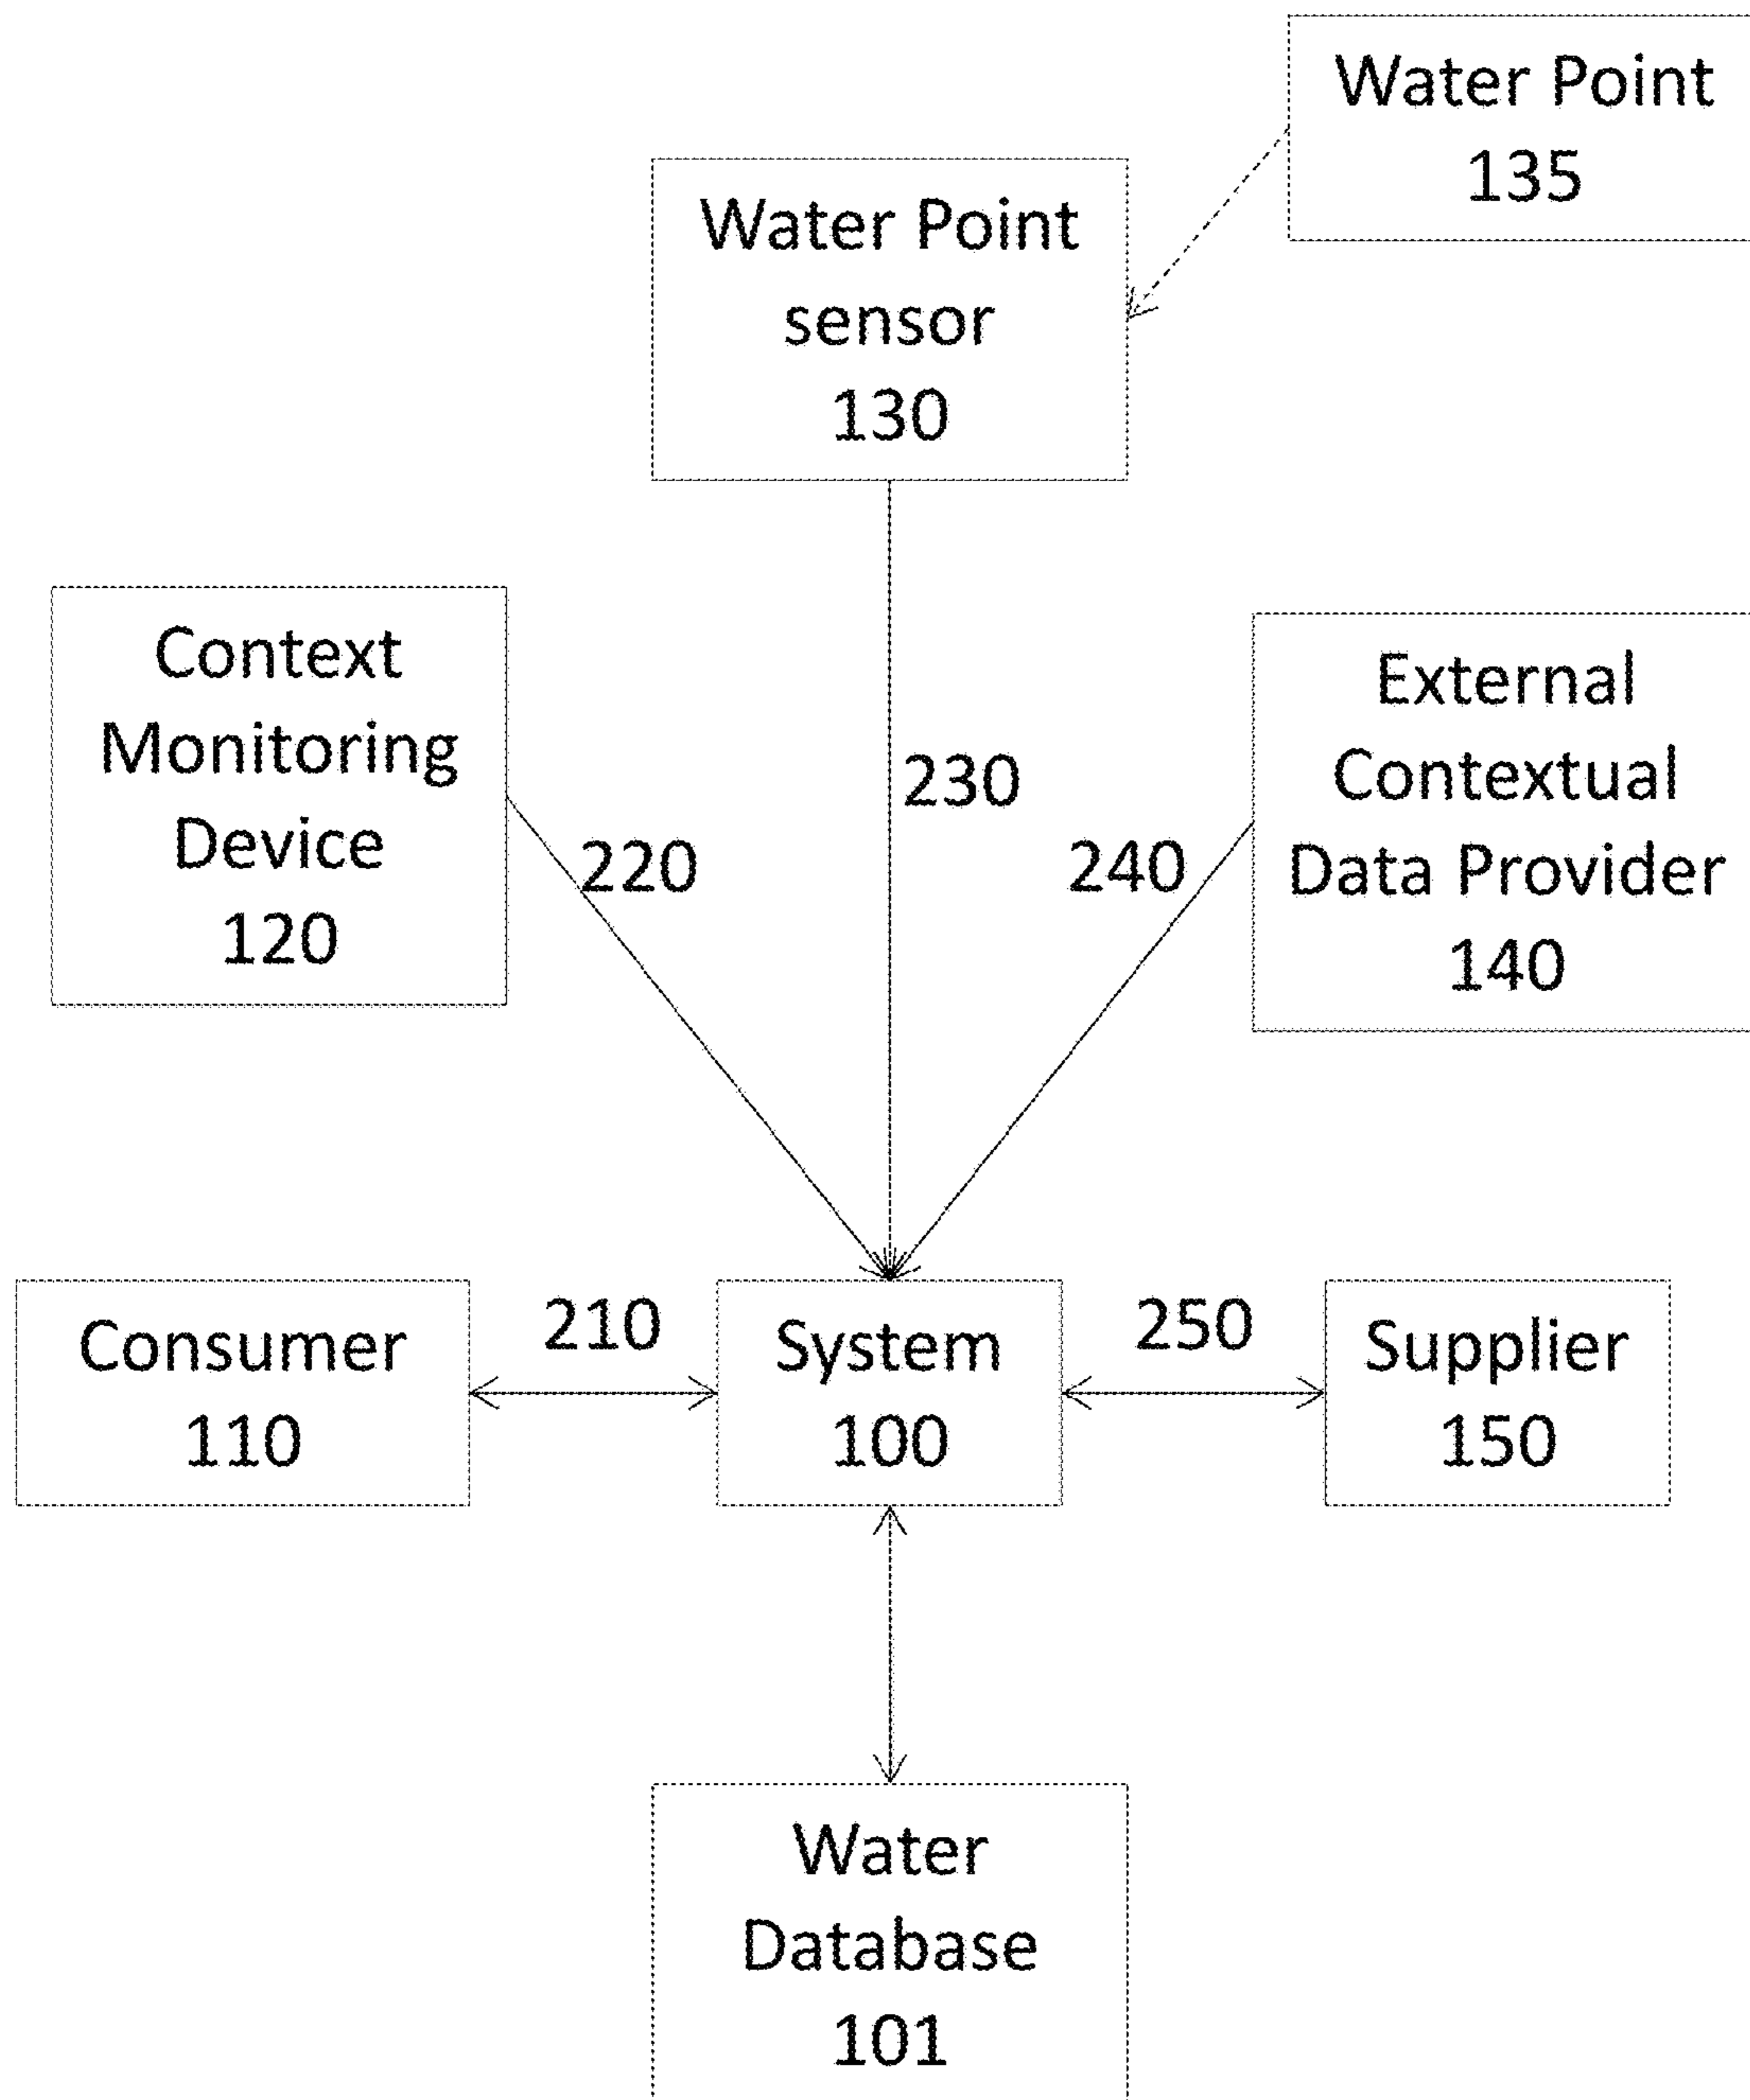 Water Point
135
Water Point
sensor
130
Context
Monitoring
Device
120
220
230
240
External
Contextual
Data Provider
140
Consumer
110
210
System
100
250
Supplier
150
Water
Database
101